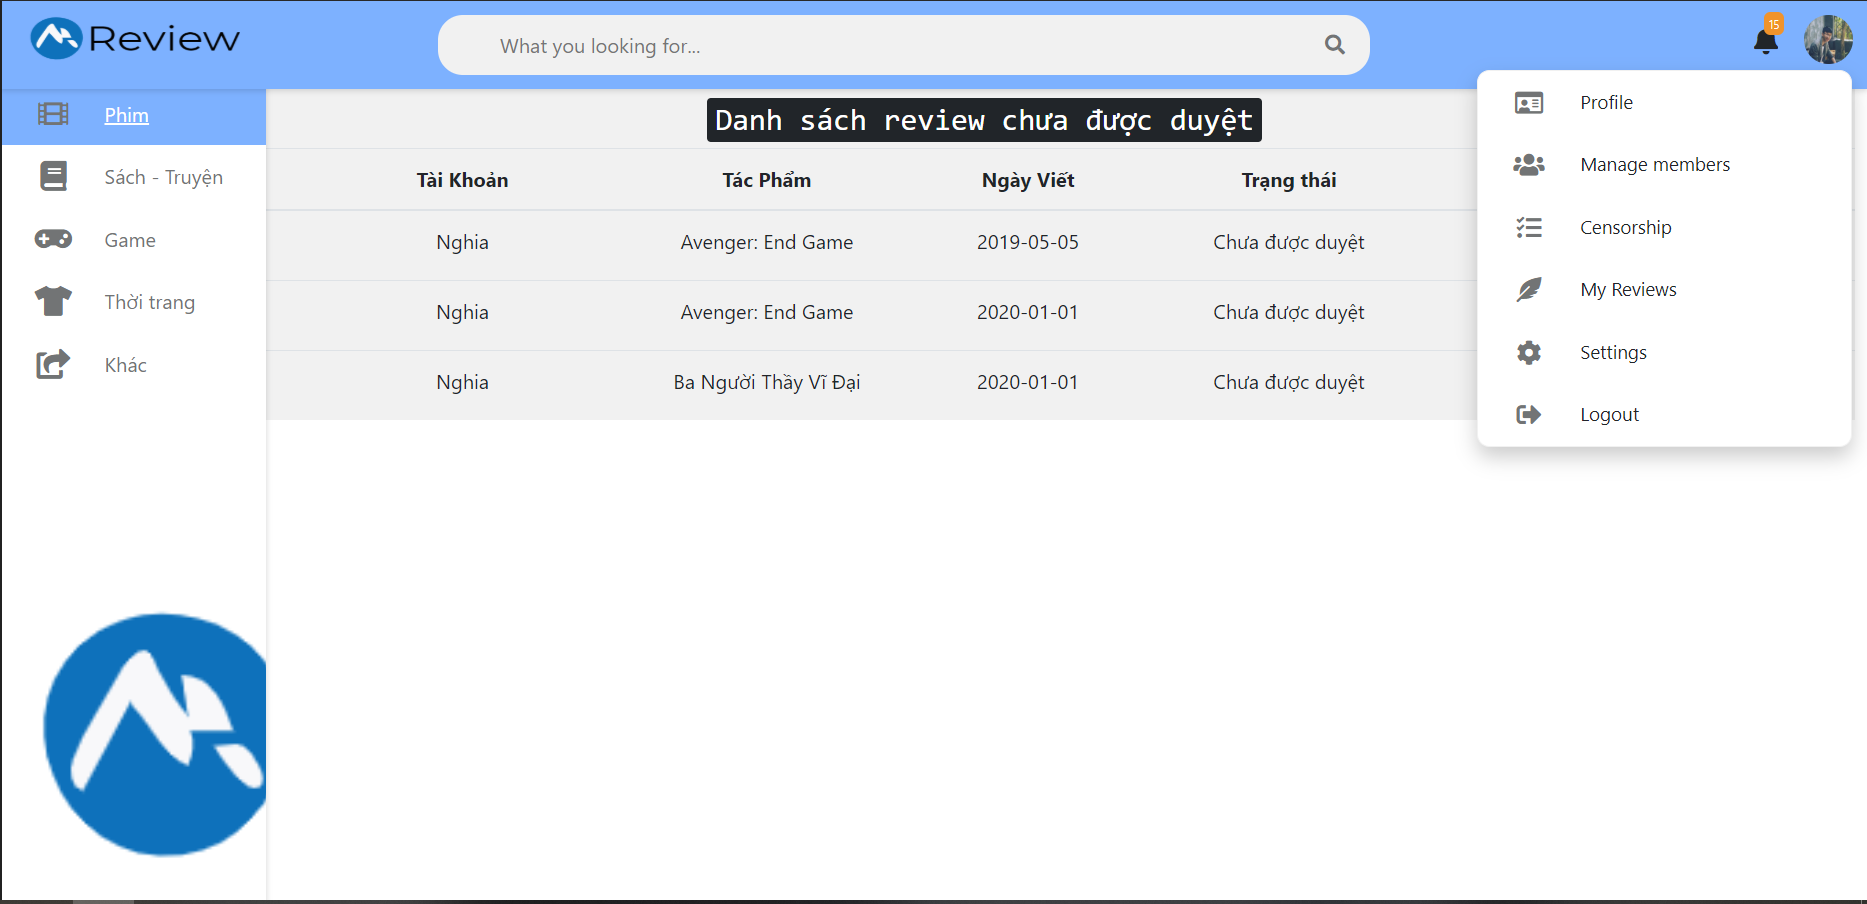 Review
What you looking for...
15
Phim
Sách - Truyện
Game
Thời trang
Khác
Danh sách review chưa được duyệt
Tài Khoản Tác Phẩm Ngày Viết Trạng thái
Nghia Avenger: End Game 2019-05-05 Chưa được duyệt
Nghia Avenger: End Game 2020-01-01 Chưa được duyệt
Nghia Ba Người Thầy Vĩ Đại 2020-01-01 Chưa được duyệt
Profile
Manage members
Censorship
My Reviews
Settings
Logout